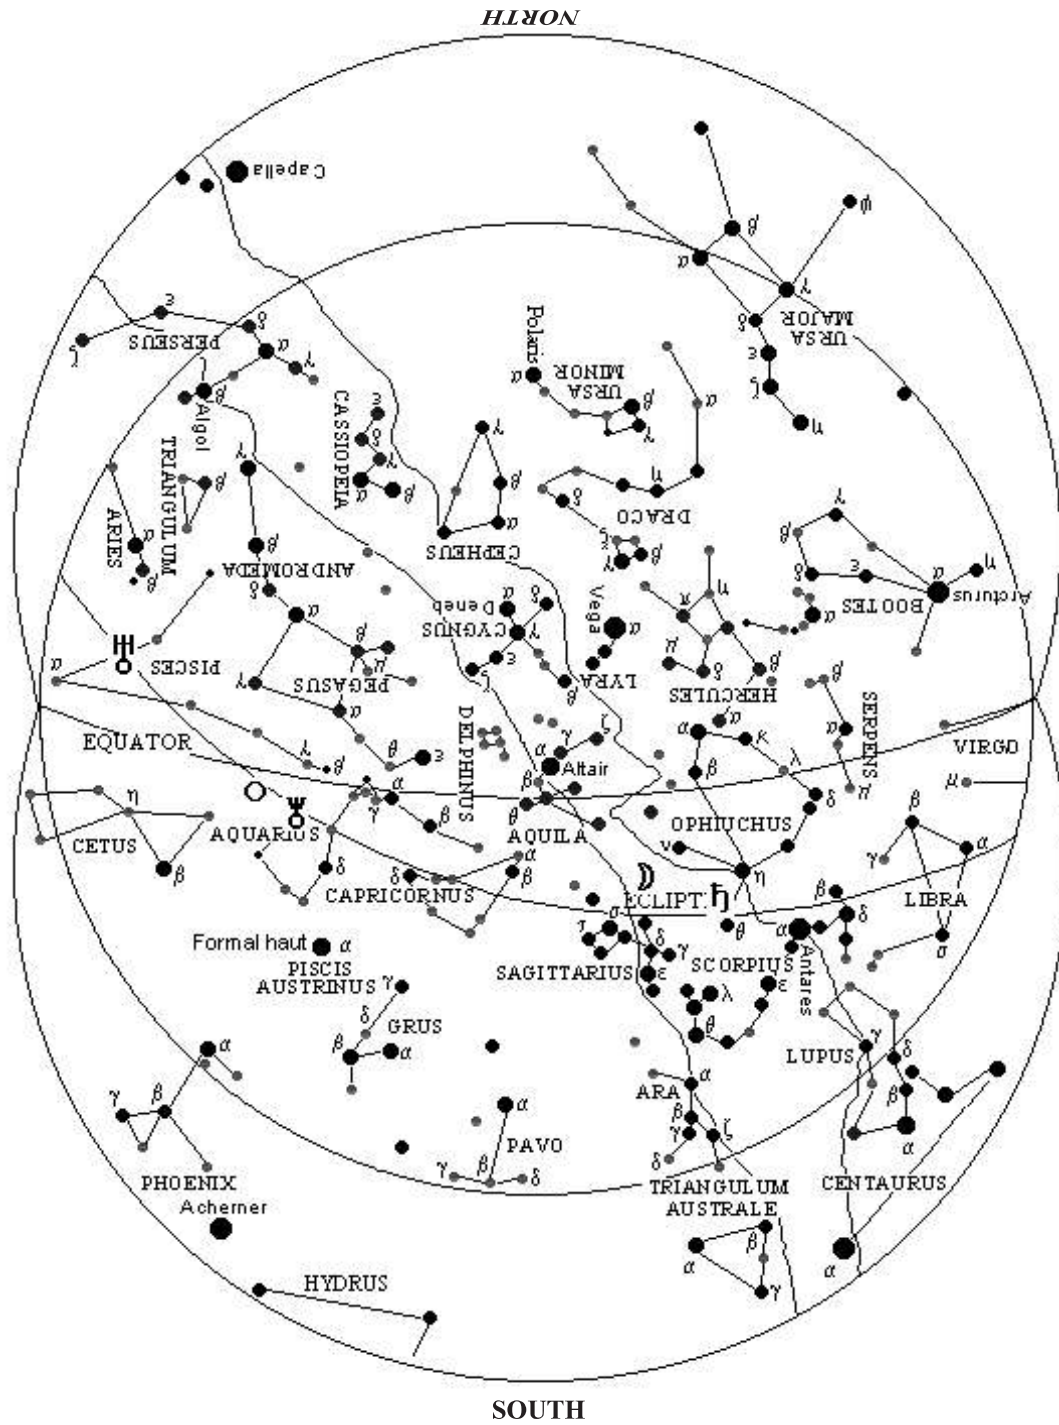 NORTH
Capella
φ
β
α
γ
URSA
MAJOR
δ
ε
ζ
η
ε
δ
PERSEUS
ζ
α
γ
β
Algol
Polaris
α
URSA
MINOR
β
γ
α
CASSIOPEIA
ε
δ
γ
α
β
γ
β
α
CEPHEUS
TRIANGULUM
β
γ
ARIES
α
β
ANDROMEDA
β
δ
α
η
δ
DRACO
ξ
β
γ
γ
β
δ
ε
α
η
BOOTES
Arcturus
Deneb
α
δ
CYGNUS
γ
ε
ζ
β
Vega
α
LYRA
η
π
μ
δ
β
HERCULES
α
PISCES
α
γ
β
μ
PEGASUS
α
θ
ε
λ
β
EQUATOR
DELPHINUS
ζ
γ
α
Attair
β
θ
AQUILA
α
κ
β
λ
δ
OPHIUCHUS
ν
η
β
α
SERPENS
μ
VIRGO
μ
β
α
γ
LIBRA
σ
CETUS
η
β
AQUARIUS
α
γ
β
δ
α
δ
β
CAPRICORNUS
ECLIPT.
θ
σ
τ
δ
γ
ε
SAGITTARIUS
β
δ
α
SCORPIUS
Antares
ε
λ
θ
Formal haut
α
PISCIS
AUSTRINUS
γ
δ
GRUS
β
α
LUPUS
γ
δ
β
α
ARA
α
β
γ
ζ
δ
α
γ
β
PHOENIX
Acherner
α
PAVO
γ
β
δ
TRIANGULUM
AUSTRALE
β
α
γ
CENTAURUS
α
HYDRUS
SOUTH